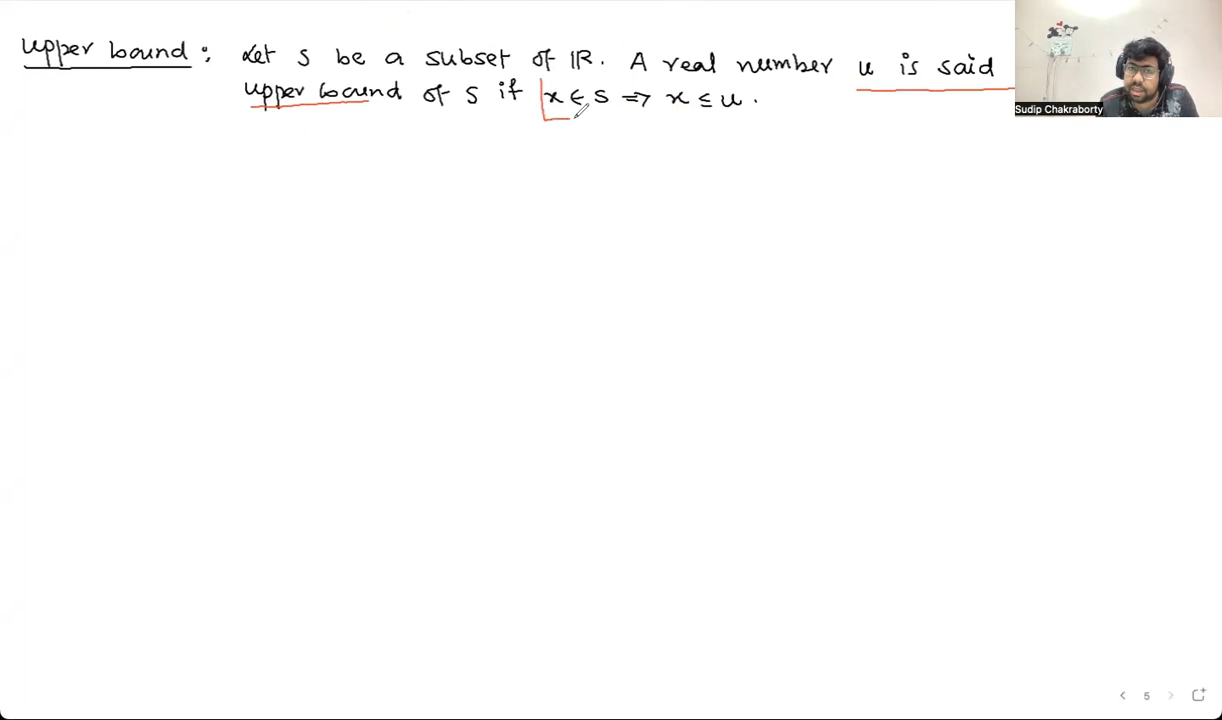 upper bound : Let S be a subset of ℝ. A real number u is said
upper bound of S if x ∈ S ⇒ x ≤ u.
Sudip Chakraborty
5